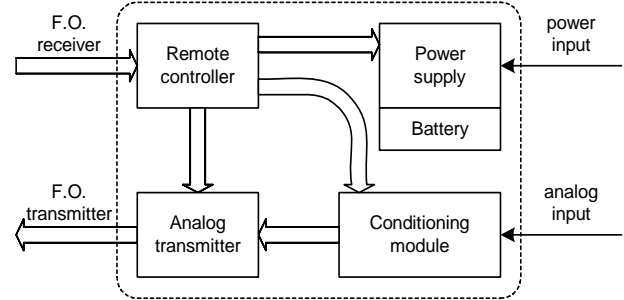 F.O.
receiver
Remote
controller
Power
supply
Battery
power
input
F.O.
transmitter
Analog
transmitter
Conditioning
module
analog
input